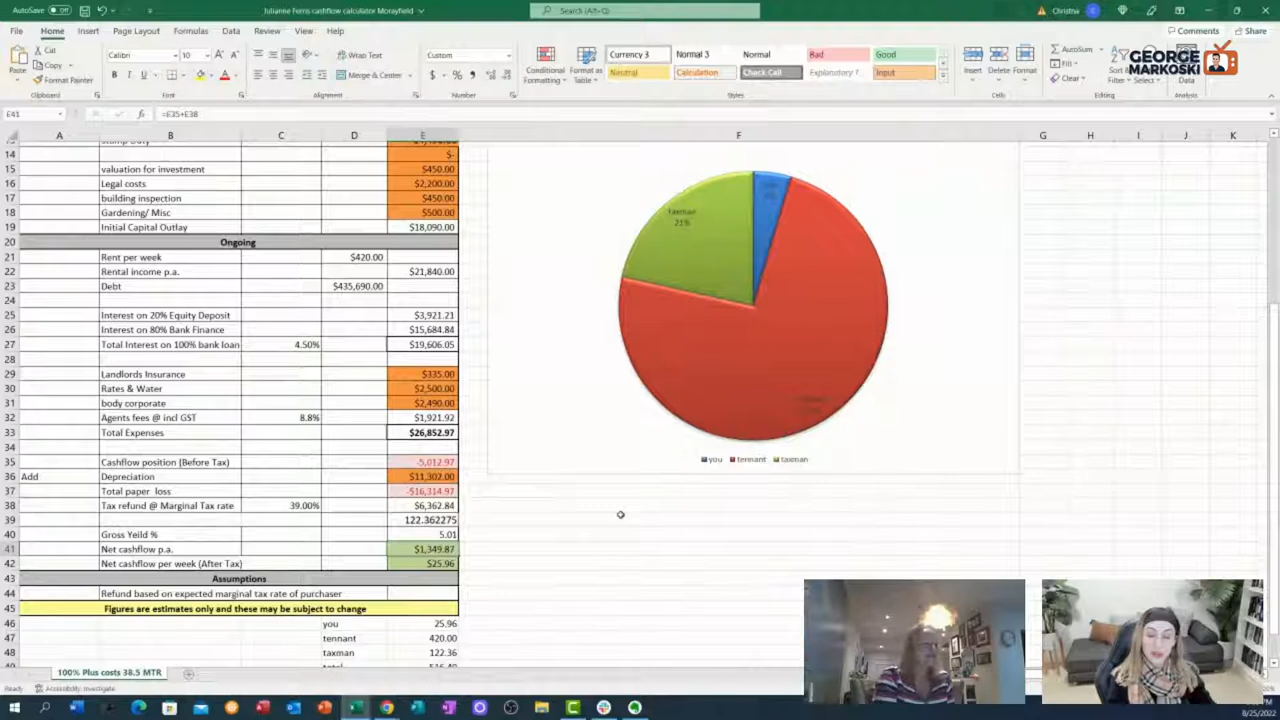 AutoSave Off
Julianne Ferris cashflow calculator Morayfield
Search (Alt+Q)
Christine
File Home Insert Page Layout Formulas Data Review View Help
Comments Share
Paste
Cut
Copy
Format Painter
Clipboard
Calibri 10
Font
Wrap Text
Merge & Center
Alignment
Custom
Number
Conditional Formatting
Format as Table
Currency 3 Normal 3 Normal Bad Good
Neutral Calculation Check Cell Explanatory T... Input
Styles
Insert Delete Format
Cells
AutoSum
Fill
Clear
Editing
Analysis
GEORGE
MARKOSKI
E41 =E35+E38
A B C D E F G H I J K
14 $-
15 valuation for investment $450.00
16 Legal costs $2,200.00
17 building inspection $450.00
18 Gardening/ Misc $500.00
19 Initial Capital Outlay $18,090.00
20 Ongoing
21 Rent per week $420.00
22 Rental income p.a. $21,840.00
23 Debt $435,690.00
24
25 Interest on 20% Equity Deposit $3,921.21
26 Interest on 80% Bank Finance $15,684.84
27 Total Interest on 100% bank loan 4.50% $19,606.05
28
29 Landlords Insurance $335.00
30 Rates & Water $2,500.00
31 body corporate $2,490.00
32 Agents fees @ incl GST 8.8% $1,921.92
33 Total Expenses $26,852.97
34
35 Cashflow position (Before Tax) -5,012.97
36 Add Depreciation $11,302.00
37 Total paper loss -$16,314.97
38 Tax refund @ Marginal Tax rate 39.00% $6,362.84
39 122.362275
40 Gross Yeild % 5.01
41 Net cashflow p.a. $1,349.87
42 Net cashflow per week (After Tax) $25.96
43 Assumptions
44 Refund based on expected marginal tax rate of purchaser
45 Figures are estimates only and these may be subject to change
46 you 25.96
47 tennant 420.00
48 taxman 122.36
Taxman
21%
you tennant taxman
100% Plus costs 38.5 MTR
Ready Accessibility: Investigate
8/25/2022